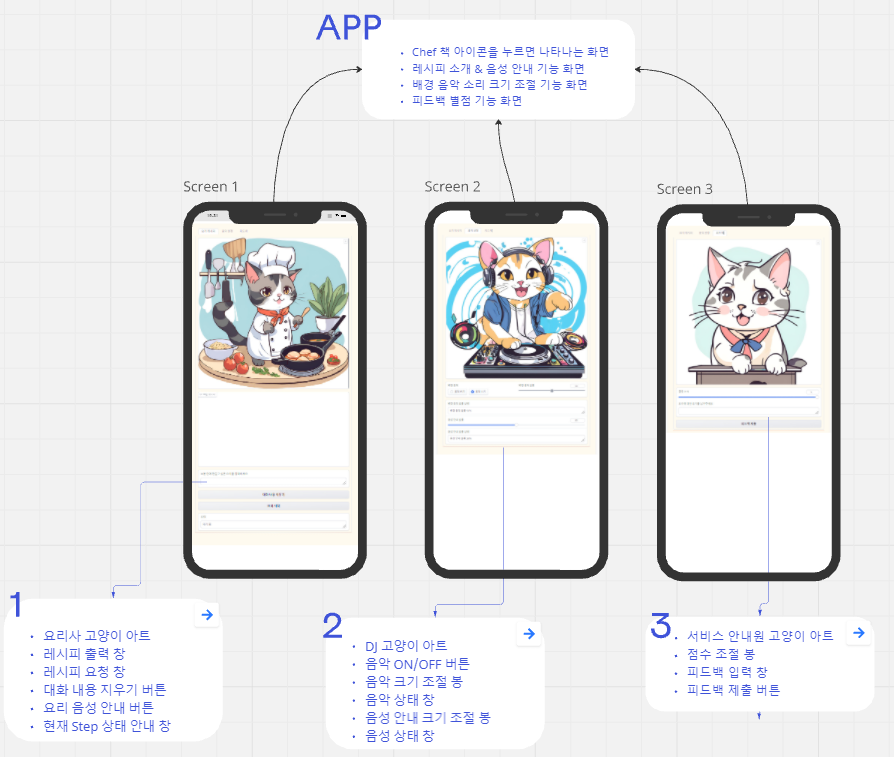 APP
• Chef 책 아이콘을 누르면 나타나는 화면
• 레시피 소개 & 음성 안내 기능 화면
• 배경 음악 소리 크기 조절 기능 화면
• 피드백 별점 기능 화면
Screen 1
Screen 2
Screen 3
1
• 요리사 고양이 아트
• 레시피 출력 창
• 레시피 요청 창
• 대화 내용 지우기 버튼
• 요리 음성 안내 버튼
• 현재 Step 상태 안내 창
2
• DJ 고양이 아트
• 음악 ON/OFF 버튼
• 음악 크기 조절 봉
• 음악 상태 창
• 음성 안내 크기 조절 봉
• 음성 상태 창
3
• 서비스 안내원 고양이 아트
• 점수 조절 봉
• 피드백 입력 창
• 피드백 제출 버튼